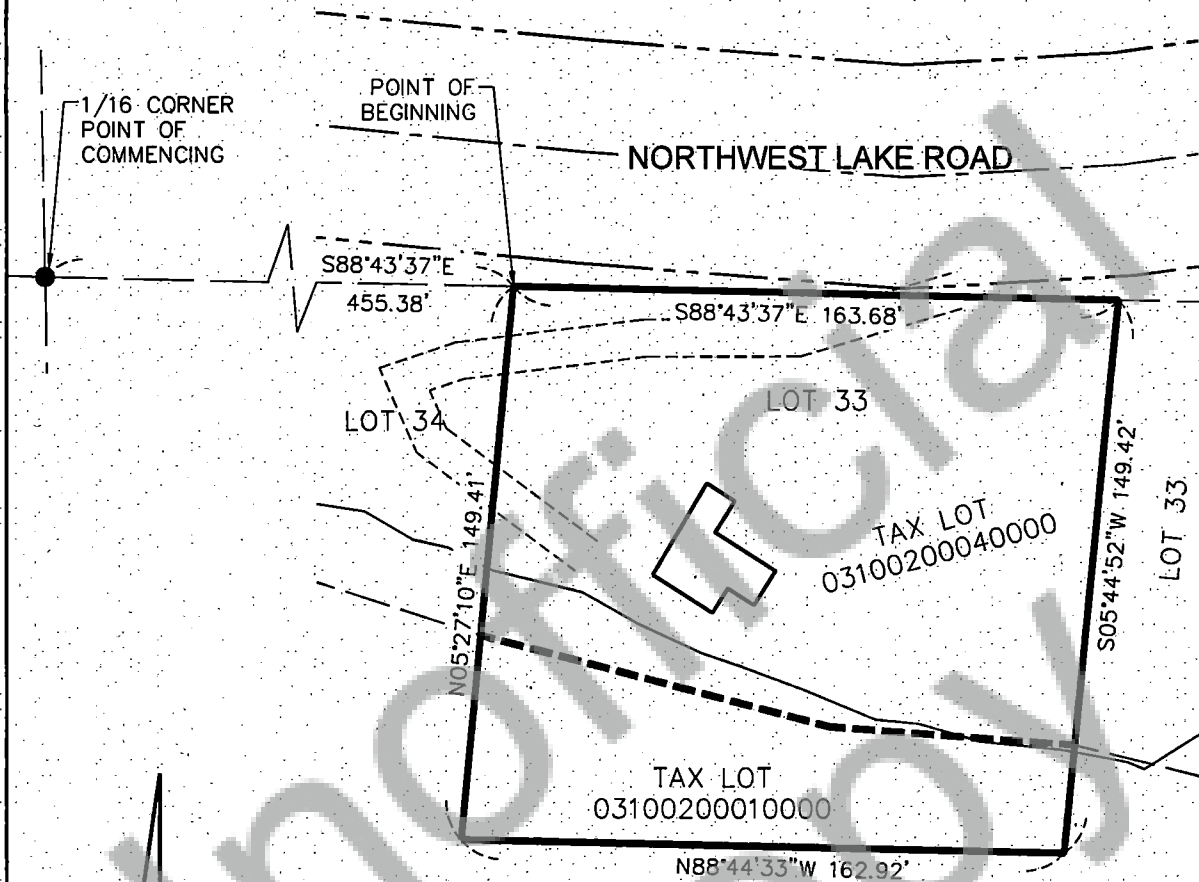 1/16 CORNER
POINT OF
COMMENCING
POINT OF
BEGINNING
NORTHWEST LAKE ROAD
S88°43'37"E
455.38'
S88°43'37"E 163.68'
LOT 34
LOT 33
N05°27'10"E 149.41'
TAX LOT
03100200040000
S05°44'52"W 149.42'
LOT 33
TAX LOT
03100200010000
N88°44'33"W 162.92'
Unofficial
Copy